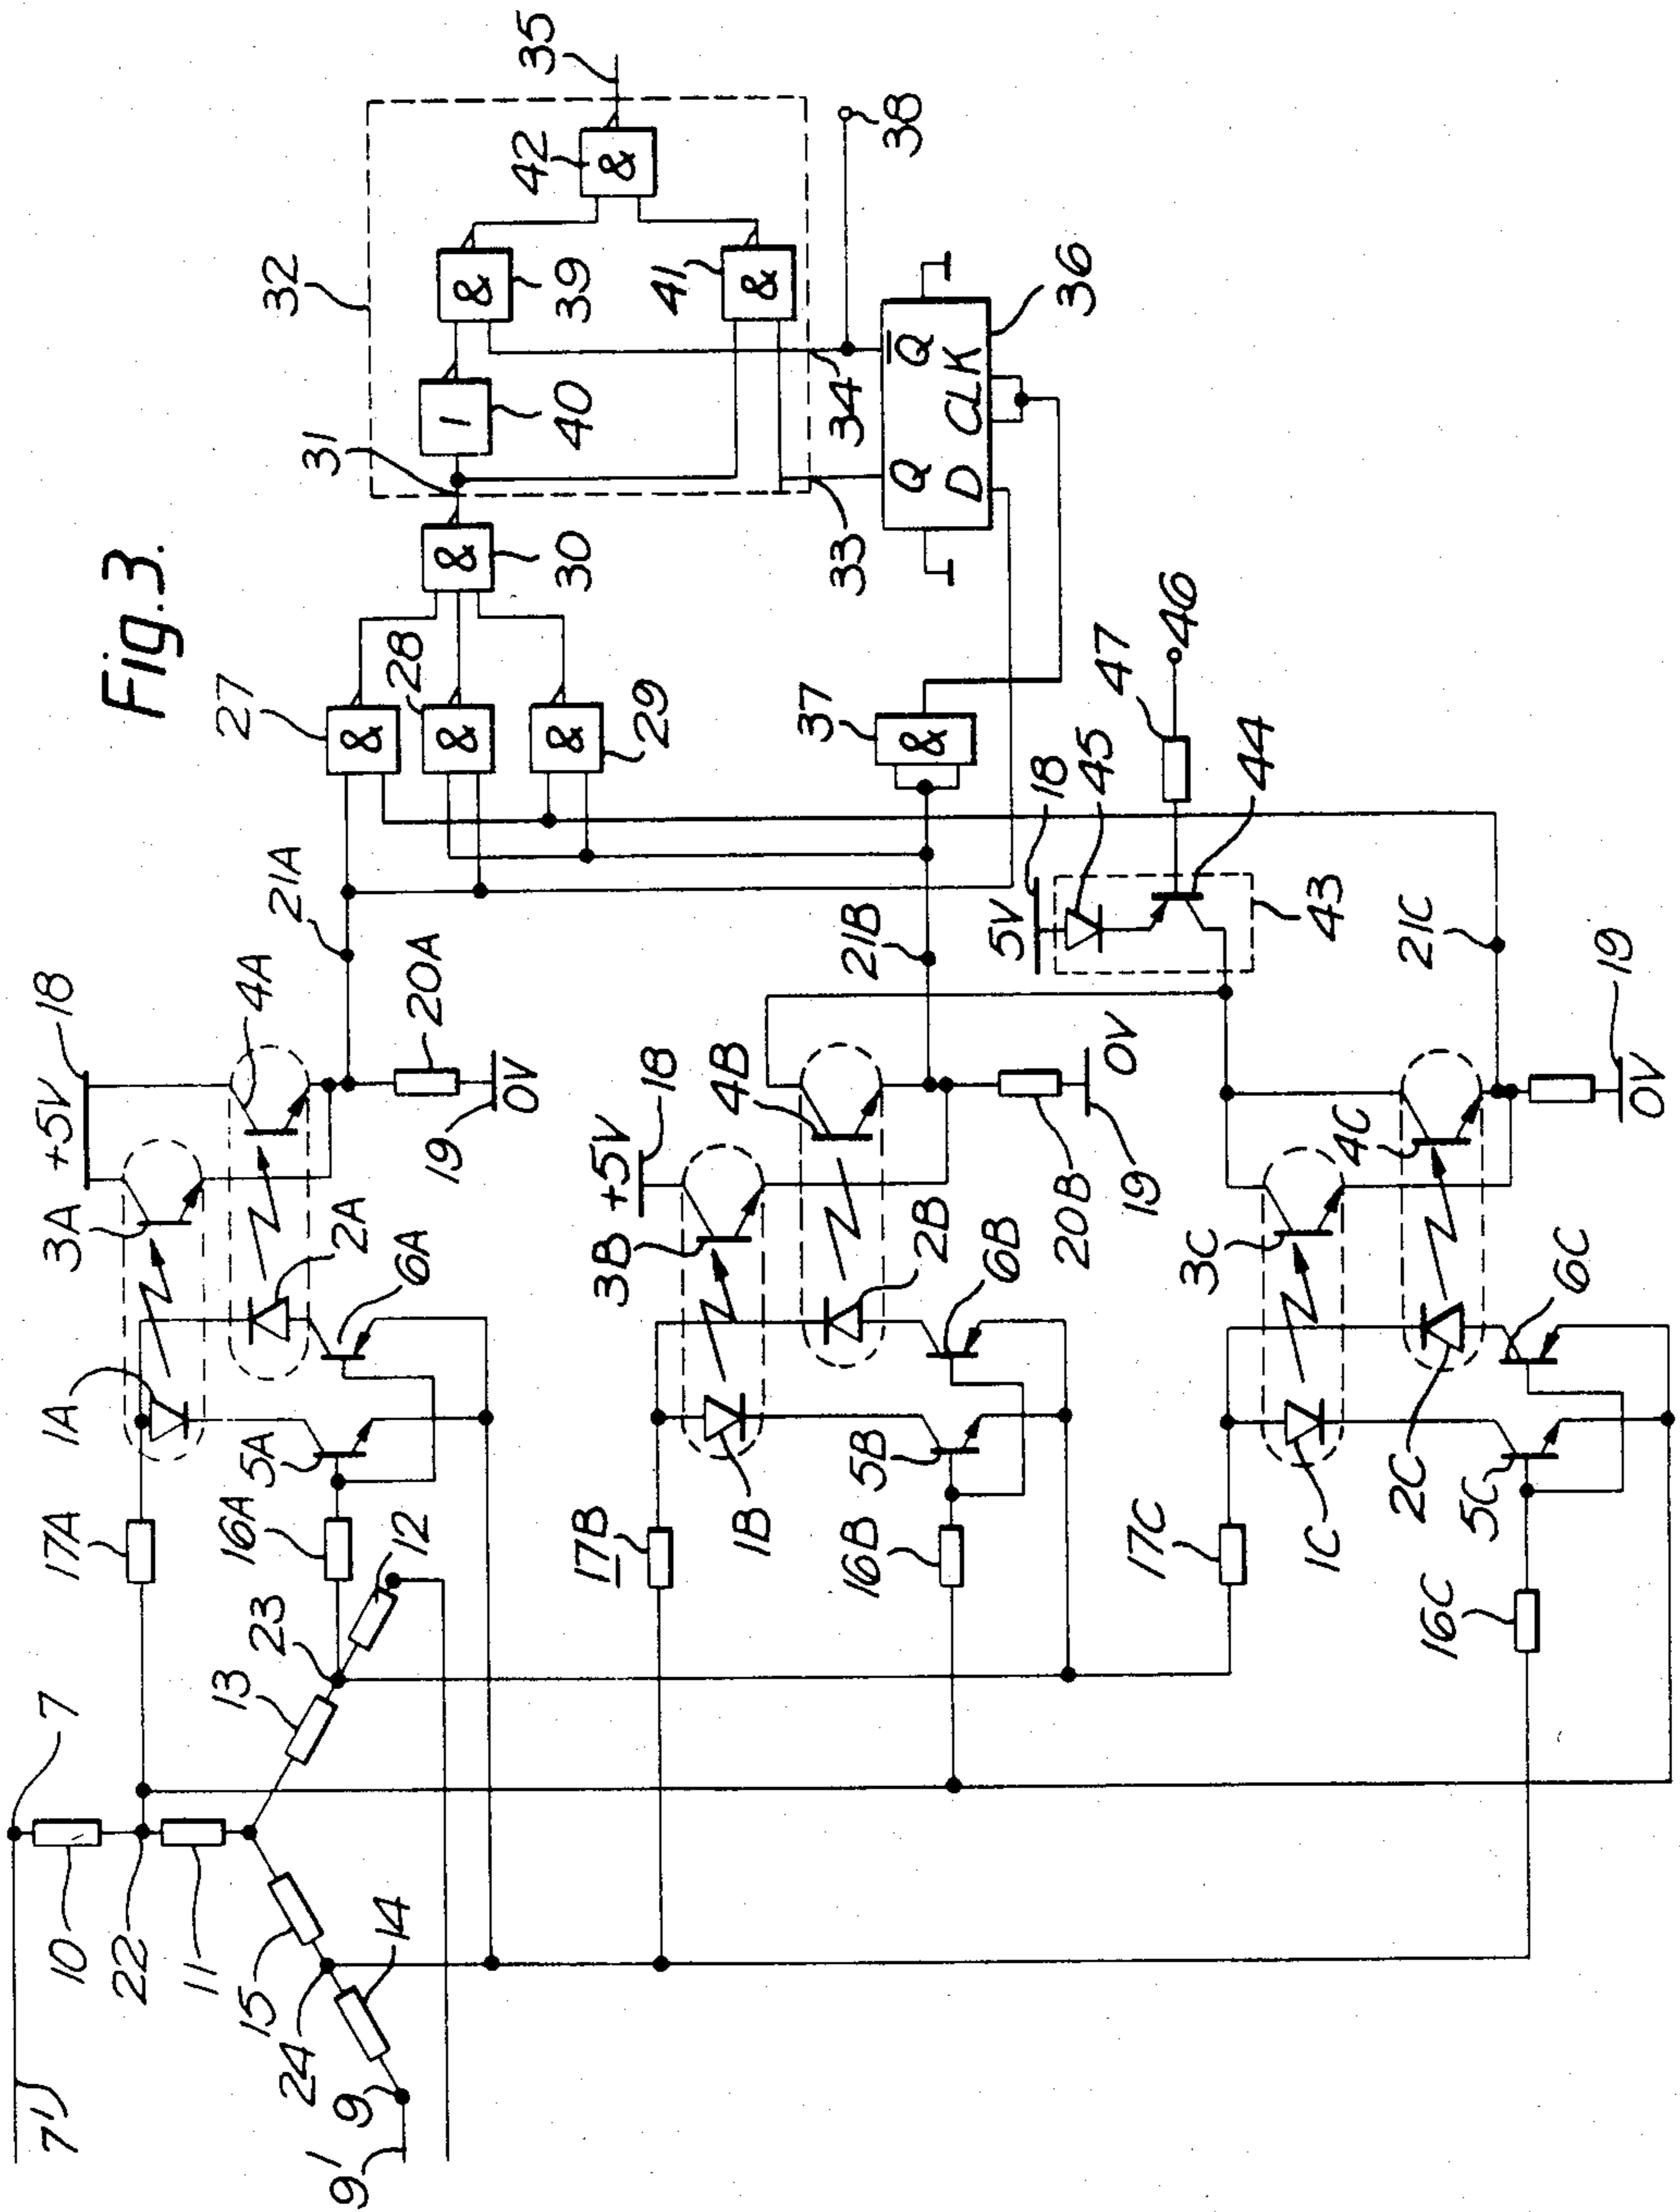 Fig.3.
7'
7
10
22
11
15
24
14
9
9'
13
23
12
17A
16A
1A
5A
2A
6A
3A
4A
+5V
18
20A
19
0V
21A
27
&
28
&
&
29
&
30
31
32
1
40
&
39
&
41
&
42
35
33
34
Q
Q̄
D
CLK
36
38
37
&
17B
16B
1B
5B
2B
6B
3B
4B
+5V
18
20B
19
0V
21B
5V
18
45
47
46
44
43
17C
16C
1C
5C
2C
6C
3C
4C
0V
19
21C